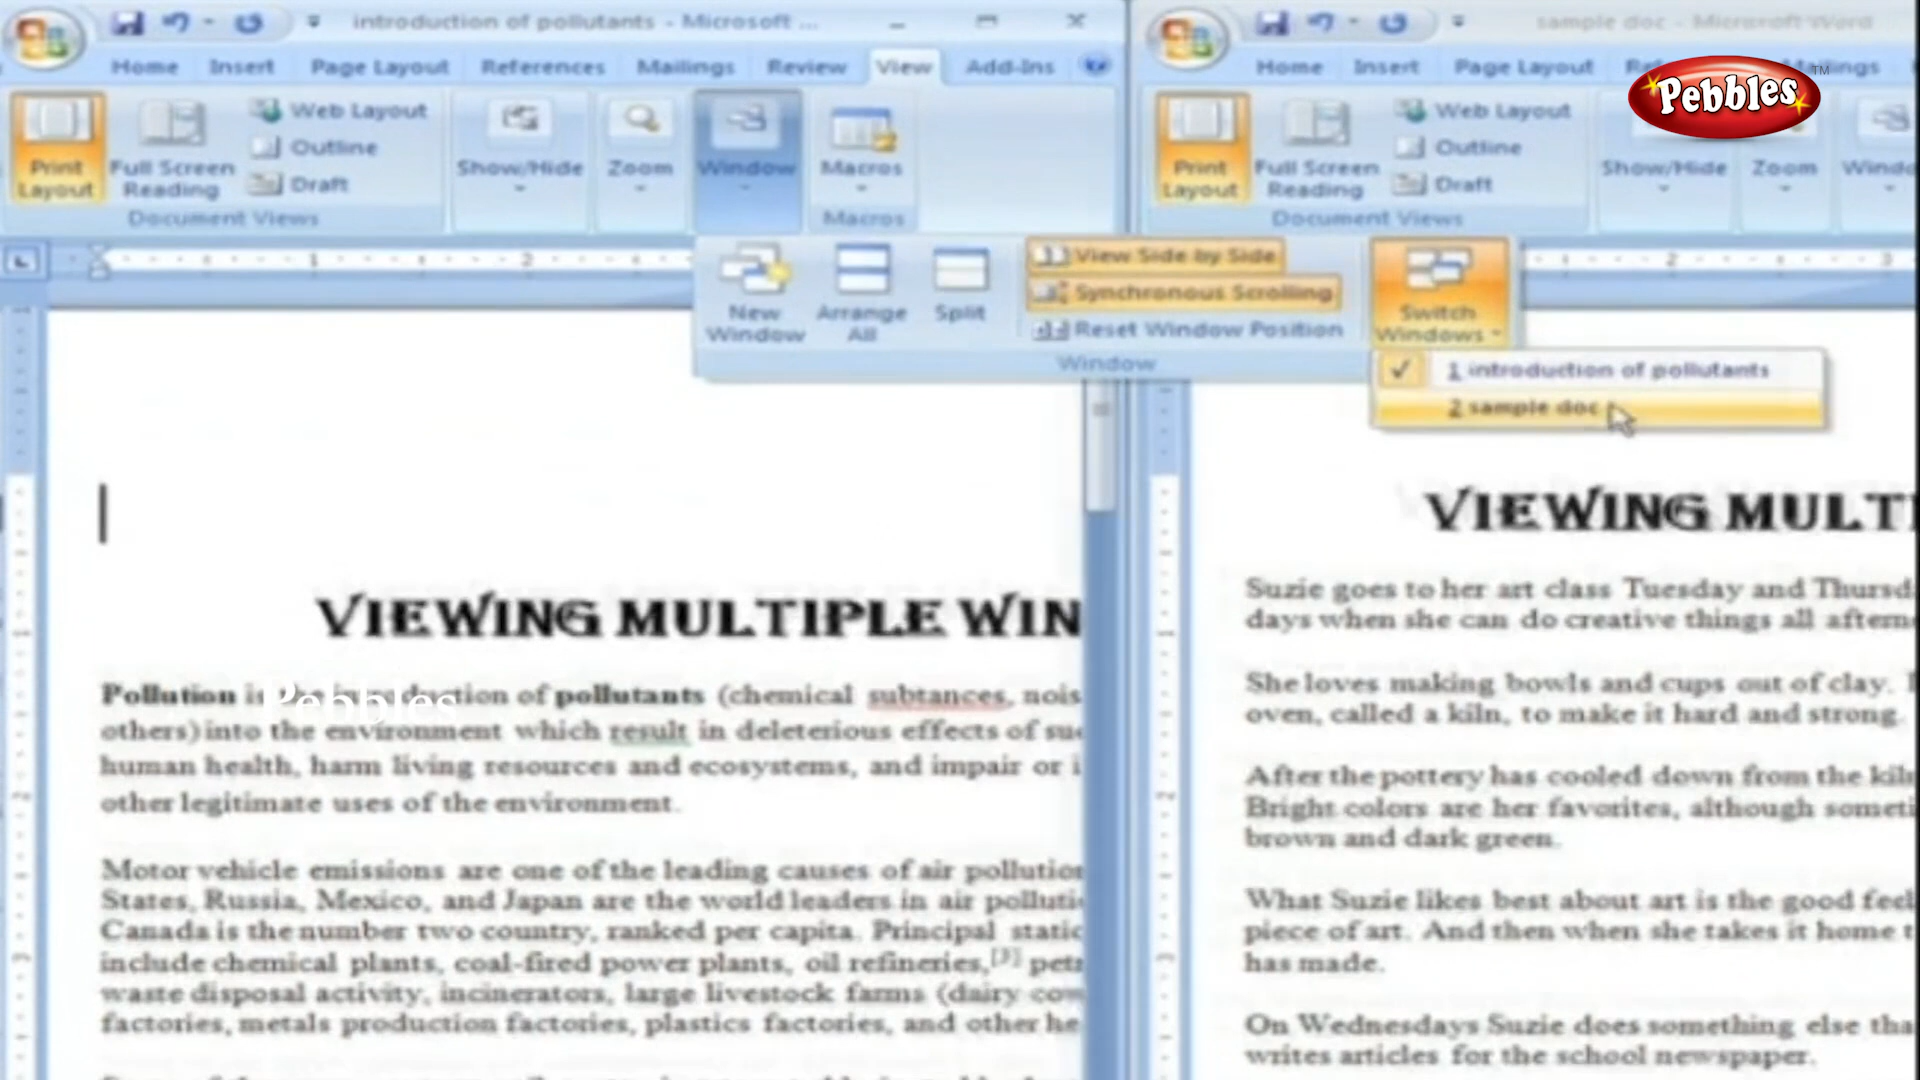 introduction of pollutants - Microsoft ...
Home Insert Page Layout References Mailings Review View Add-Ins
Print Layout
Full Screen Reading
Web Layout
Outline
Draft
Show/Hide
Zoom
Window
Macros
Document Views
Macros
New Window
Arrange All
Split
View Side by Side
Synchronous Scrolling
Reset Window Position
Switch Windows
Window
1 introduction of pollutants
2 sample doc
VIEWING MULTIPLE WIN
Pollution is introduction of pollutants (chemical subtances, nois
others) into the environment which result in deleterious effects of su
human health, harm living resources and ecosystems, and impair or i
other legitimate uses of the environment.
Motor vehicle emissions are one of the leading causes of air pollution
States, Russia, Mexico, and Japan are the world leaders in air polluti
Canada is the number two country, ranked per capita. Principal static
include chemical plants, coal-fired power plants, oil refineries,[3] petr
waste disposal activity, incinerators, large livestock farms (dairy cow
factories, metals production factories, plastics factories, and other he
Pebbles
sample doc - Microsoft Word
Home Insert Page Layout
Print Layout
Full Screen Reading
Web Layout
Outline
Draft
Show/Hide
Zoom
Windo
Document Views
Pebbles TM
VIEWING MULT
Suzie goes to her art class Tuesday and Thursd
days when she can do creative things all aftern
She loves making bowls and cups out of clay.
oven, called a kiln, to make it hard and strong.
After the pottery has cooled down from the kiln
Bright colors are her favorites, although someti
brown and dark green.
What Suzie likes best about art is the good feel
piece of art. And then when she takes it home t
has made.
On Wednesdays Suzie does something else tha
writes articles for the school newspaper.